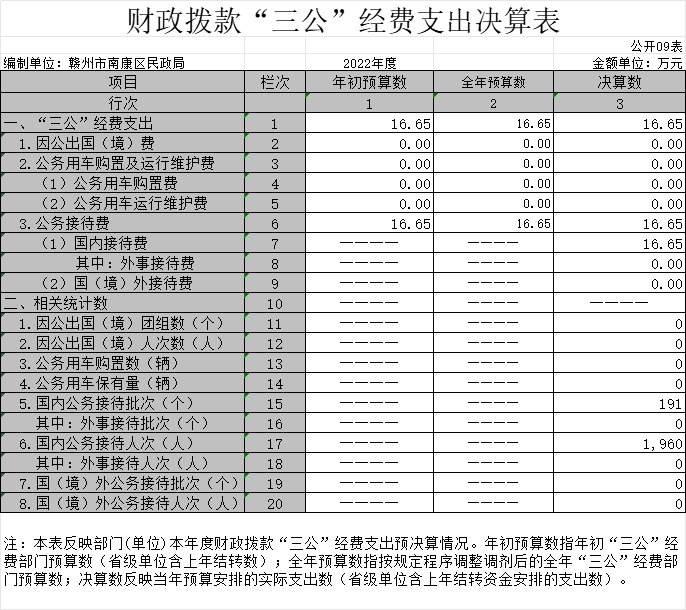 财政拨款“三公”经费支出决算表
公开09表
编制单位：赣州市南康区民政局 2022年度 金额单位：万元
项目 栏次 年初预算数 全年预算数 决算数
行次 1 2 3
一、“三公”经费支出 1 16.65 16.65 16.65
1.因公出国（境）费 2 0.00 0.00 0.00
2.公务用车购置及运行维护费 3 0.00 0.00 0.00
（1）公务用车购置费 4 0.00 0.00 0.00
（2）公务用车运行维护费 5 0.00 0.00 0.00
3.公务接待费 6 16.65 16.65 16.65
（1）国内接待费 7 ———— ———— 16.65
其中：外事接待费 8 ———— ———— 0.00
（2）国（境）外接待费 9 ———— ———— 0.00
二、相关统计数 10 ———— ———— ————
1.因公出国（境）团组数（个） 11 ———— ———— 0
2.因公出国（境）人次数（人） 12 ———— ———— 0
3.公务用车购置数（辆） 13 ———— ———— 0
4.公务用车保有量（辆） 14 ———— ———— 0
5.国内公务接待批次（个） 15 ———— ———— 191
其中：外事接待批次（个） 16 ———— ———— 0
6.国内公务接待人次（人） 17 ———— ———— 1,960
其中：外事接待人次（人） 18 ———— ———— 0
7.国（境）外公务接待批次（个） 19 ———— ———— 0
8.国（境）外公务接待人次（人） 20 ———— ———— 0
注：本表反映部门(单位)本年度财政拨款“三公”经费支出预决算情况。年初预算数指年初“三公”经
费部门预算数（省级单位含上年结转数）；全年预算数指按规定程序调整调剂后的全年“三公”经费部
门预算数；决算数反映当年预算安排的实际支出数（省级单位含上年结转资金安排的支出数）。